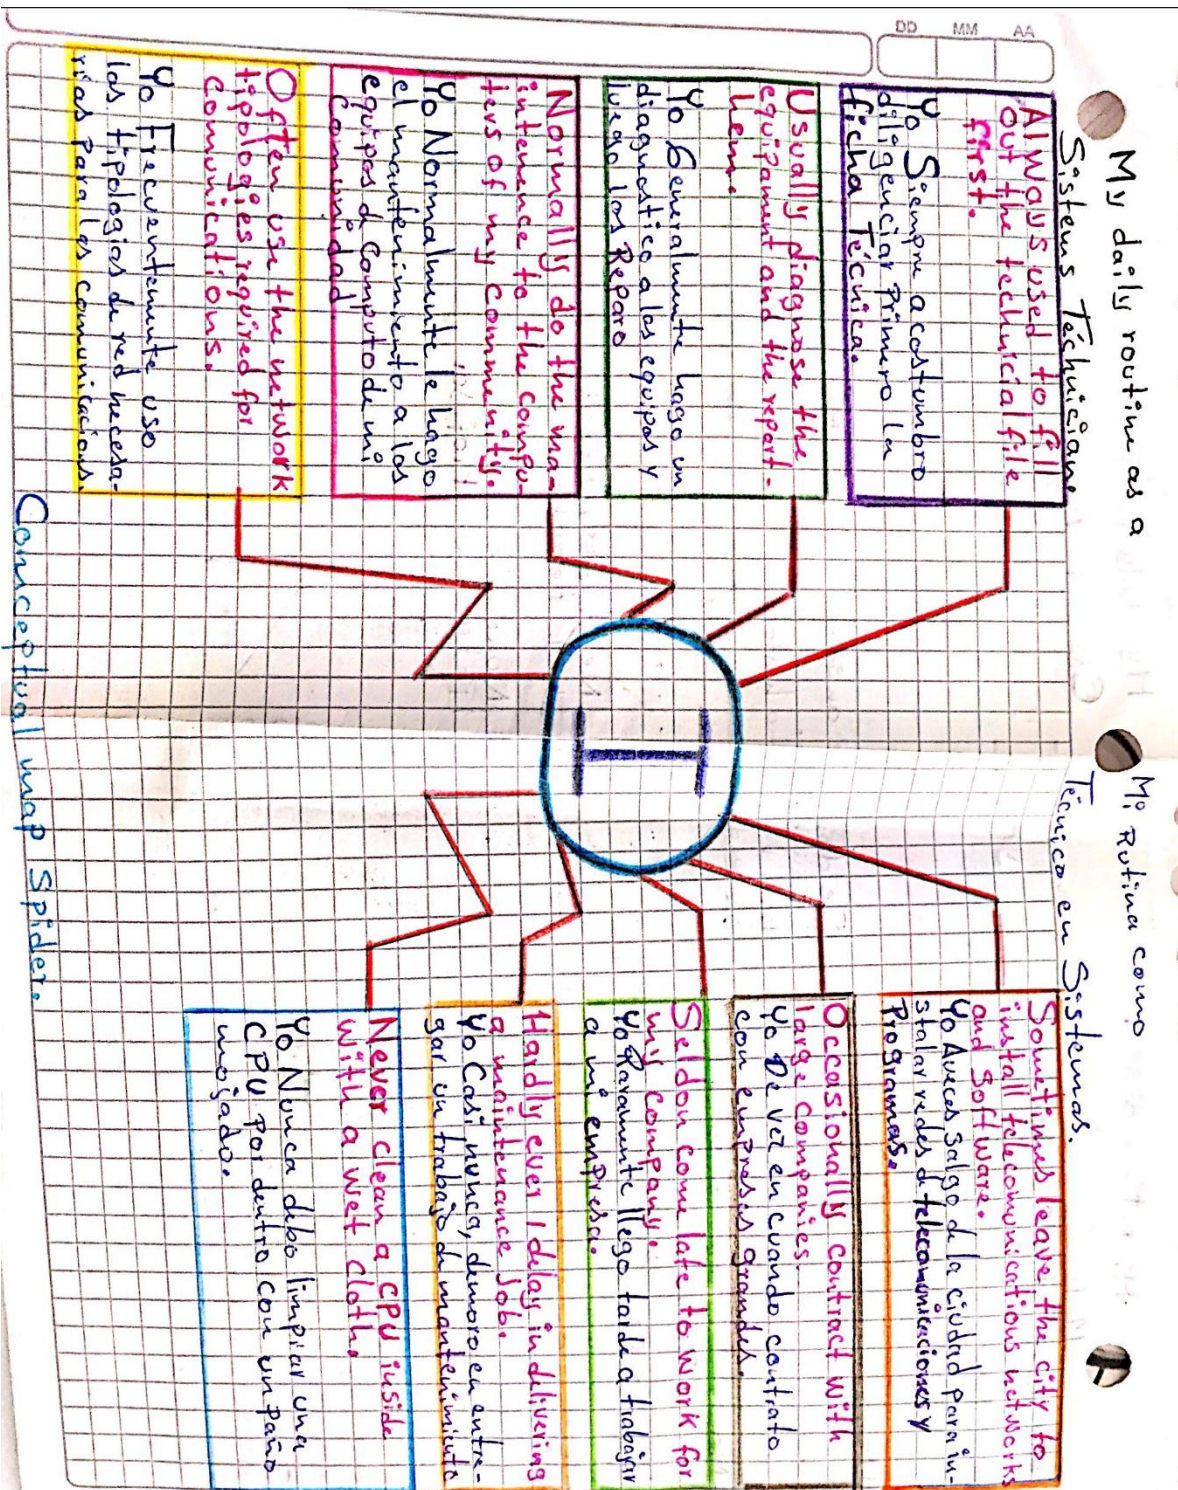 DD MM AA
My daily routine as a
Sistems Téchnician.
Mi Rutina como
Técnico en Sistemas.
Always used to fill
out the technicial file
first.
Yo Siempre acostumbro
diligenciar primero la
ficha Técnica.
Usually diagnose the
equipament and the repart-
hem.
Yo Generalmente hago un
diagnostico a los equipos y
luego los Reparo
Normally do the ma-
intenence to the compu-
ters of my community.
Yo Normalmente le hago
el mantenimiento a los
equipos de Computo de mi
Comunidad
Often use the network
tipologies required for
Comunications.
Yo Frecuentemente uso
las tipologias de red necesa-
rias para las comunicacions.
I
Sometimes leave the city to
install telecomunications networks
and Software.
Yo Aveces Salgo de la ciudad para in-
stalar redes de telecomunicaciones y
Programas.
Occasionally contract with
large companies.
Yo De vez en cuando contrato
con empresas grandes.
Seldon come late to work for
my company.
Yo Raramente llego tarde a trabajar
a mi empresa.
Hardly ever I delay in delivering
a maintenance job.
Yo Casi nunca, demoro en entre-
gar un trabajo de mantenimiento
Never clean a CPU inside
with a wet cloth.
Yo Nunca debo limpiar una
CPU por dentro con un paño
mojado.
Conceptual map Spider.